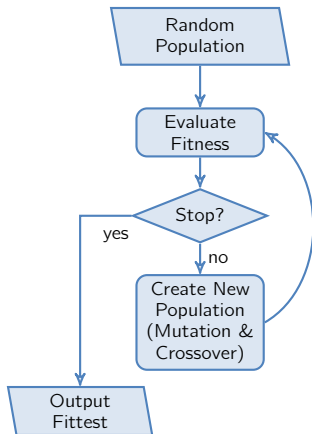 Random
Population
Evaluate
Fitness
Stop?
yes
no
Create New
Population
(Mutation &
Crossover)
Output
Fittest